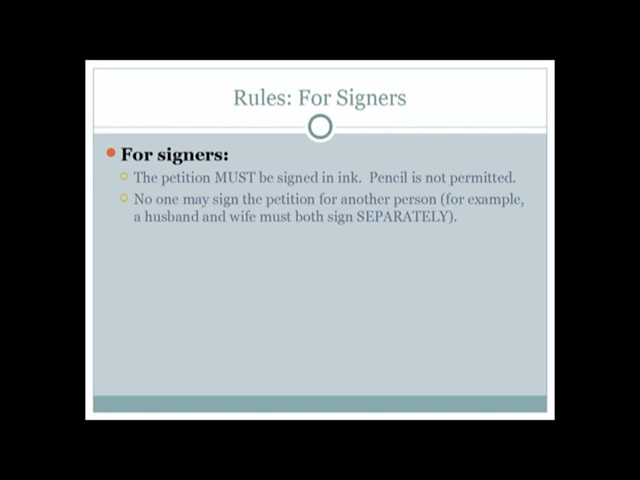 Rules: For Signers
For signers:
The petition MUST be signed in ink. Pencil is not permitted.
No one may sign the petition for another person (for example,
a husband and wife must both sign SEPARATELY).